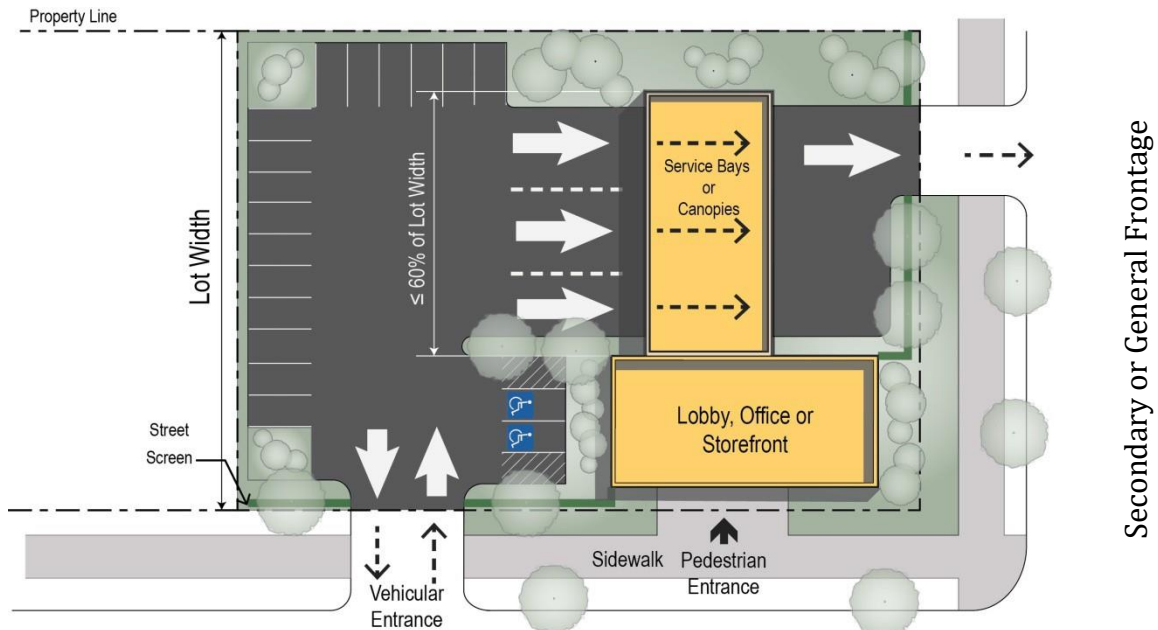 Property Line
Lot Width
≤ 60% of Lot Width
Service Bays
or
Canopies
Lobby, Office or
Storefront
Street
Screen
Sidewalk
Pedestrian
Entrance
Vehicular
Entrance
Secondary or General Frontage